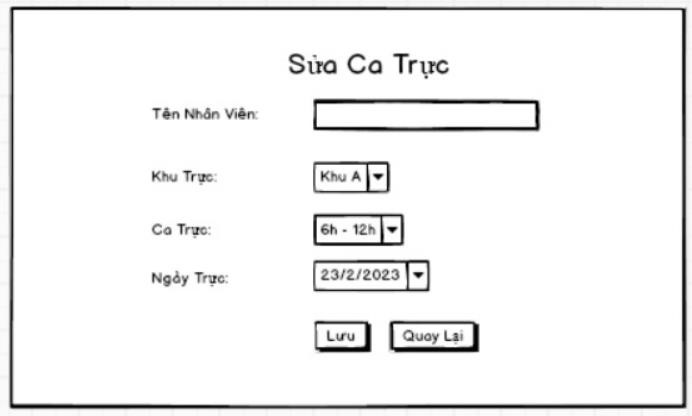 Sửa Ca Trực
Tên Nhân Viên:
Khu Trực: Khu A
Ca Trực: 6h - 12h
Ngày Trực: 23/2/2023
Lưu Quay Lại